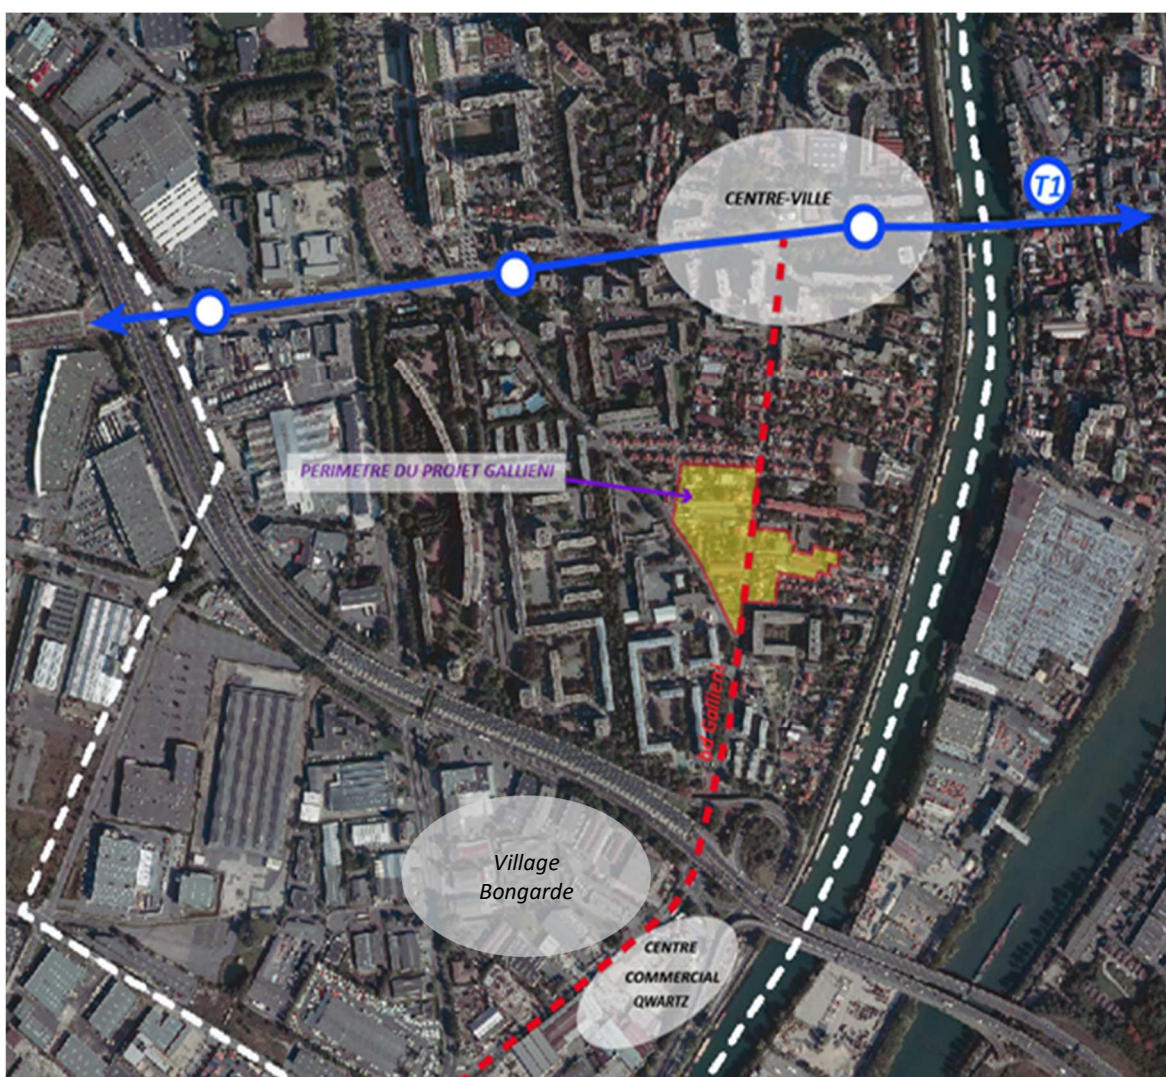 T1
CENTRE-VILLE
PERIMETRE DU PROJET GALLIENI
bd Gallieni
Village
Bongarde
CENTRE
COMMERCIAL
QWARTZ